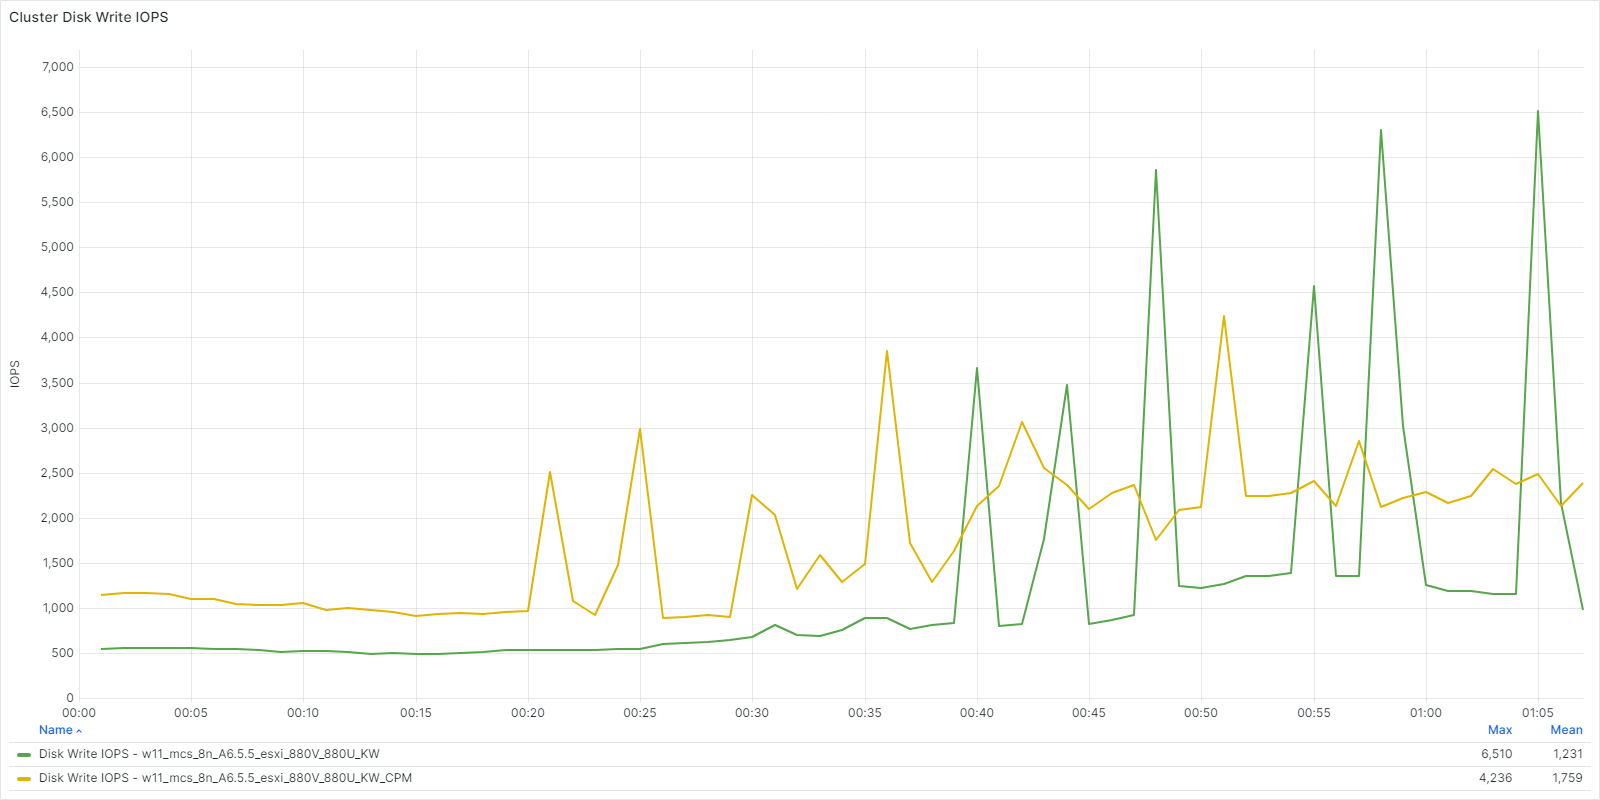 Cluster Disk Write IOPS
7,000
6,500
6,000
5,500
5,000
4,500
4,000
3,500
3,000
2,500
2,000
1,500
1,000
500
0
IOPS
00:00 00:05 00:10 00:15 00:20 00:25 00:30 00:35 00:40 00:45 00:50 00:55 01:00 01:05
Name Max Mean
Disk Write IOPS - w11_mcs_8n_A6.5.5_esxi_880V_880U_KW 6,510 1,231
Disk Write IOPS - w11_mcs_8n_A6.5.5_esxi_880V_880U_KW_CPM 4,236 1,759